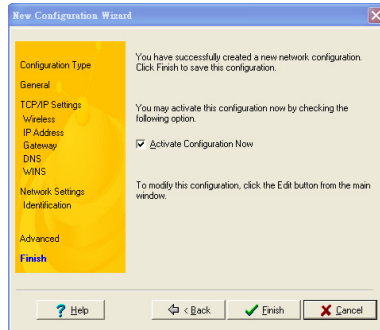 New Configuration Wizard
Configuration Type
General
TCP/IP Settings
Wireless
IP Address
Gateway
DNS
WINS
Network Settings
Identification
Advanced
Finish
You have successfully created a new network configuration.
Click Finish to save this configuration.
You may activate this configuration now by checking the
following option.
Activate Configuration Now
To modify this configuration, click the Edit button from the main
window.
? Help
< Back
Finish
Cancel